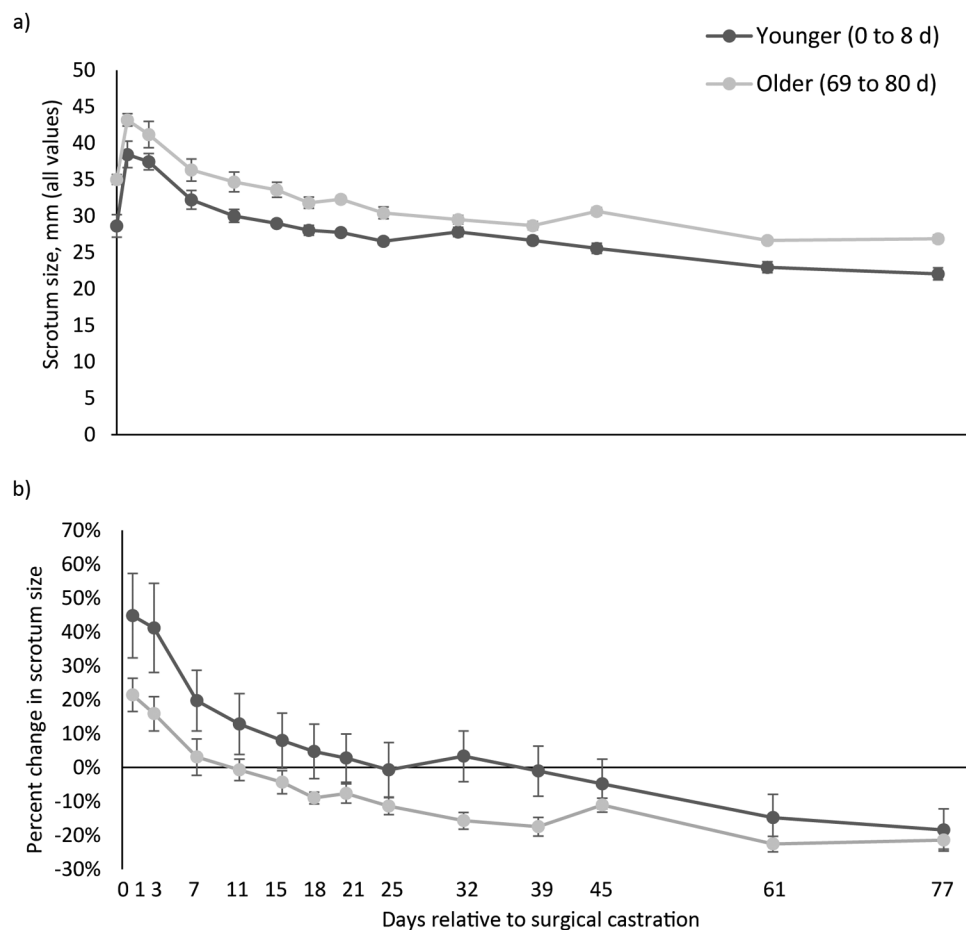 a)
Younger (0 to 8 d)
Older (69 to 80 d)
Scrotum size, mm (all values)
50
45
40
35
30
25
20
15
10
5
0
b)
Percent change in scrotum size
70%
60%
50%
40%
30%
20%
10%
0%
-10%
-20%
-30%
0 1 3 7 11 15 18 21 25 32 39 45 61 77
Days relative to surgical castration